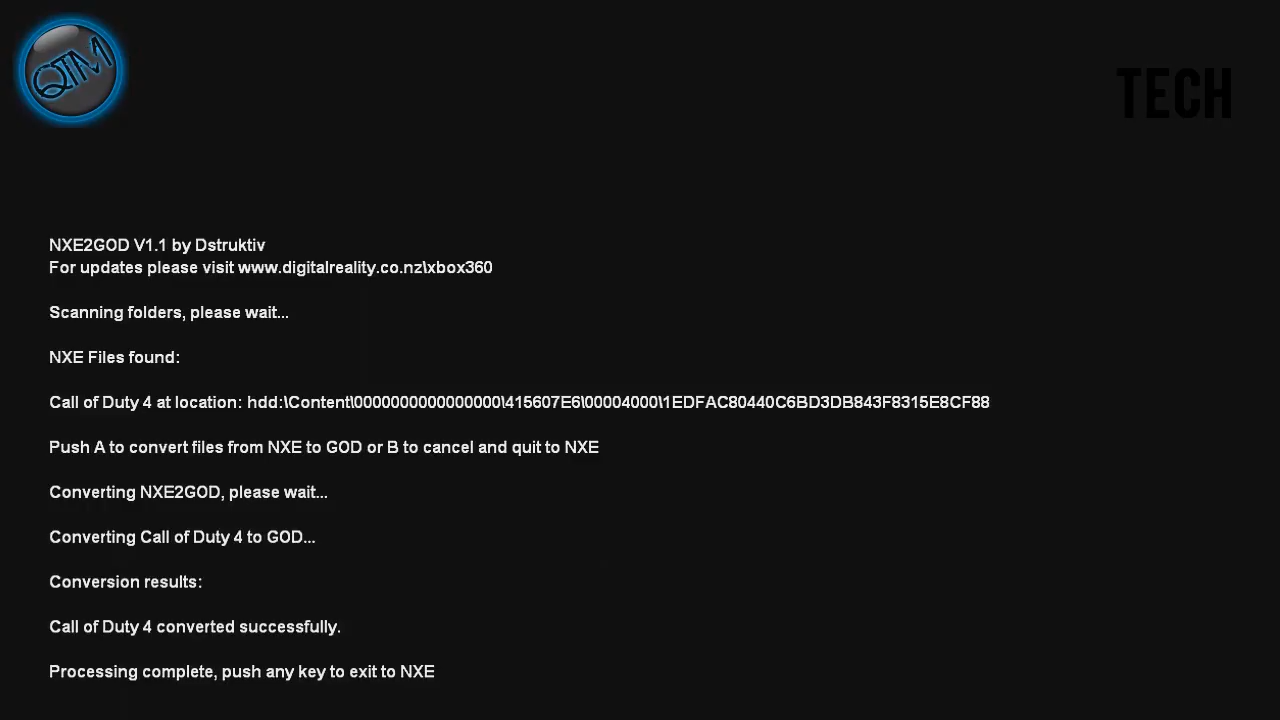 QTM
TECH
NXE2GOD V1.1 by Dstruktiv
For updates please visit www.digitalreality.co.nz\xbox360
Scanning folders, please wait...
NXE Files found:
Call of Duty 4 at location: hdd:\Content\0000000000000000\415607E6\00004000\1EDFAC80440C6BD3DB843F8315E8CF88
Push A to convert files from NXE to GOD or B to cancel and quit to NXE
Converting NXE2GOD, please wait...
Converting Call of Duty 4 to GOD...
Conversion results:
Call of Duty 4 converted successfully.
Processing complete, push any key to exit to NXE